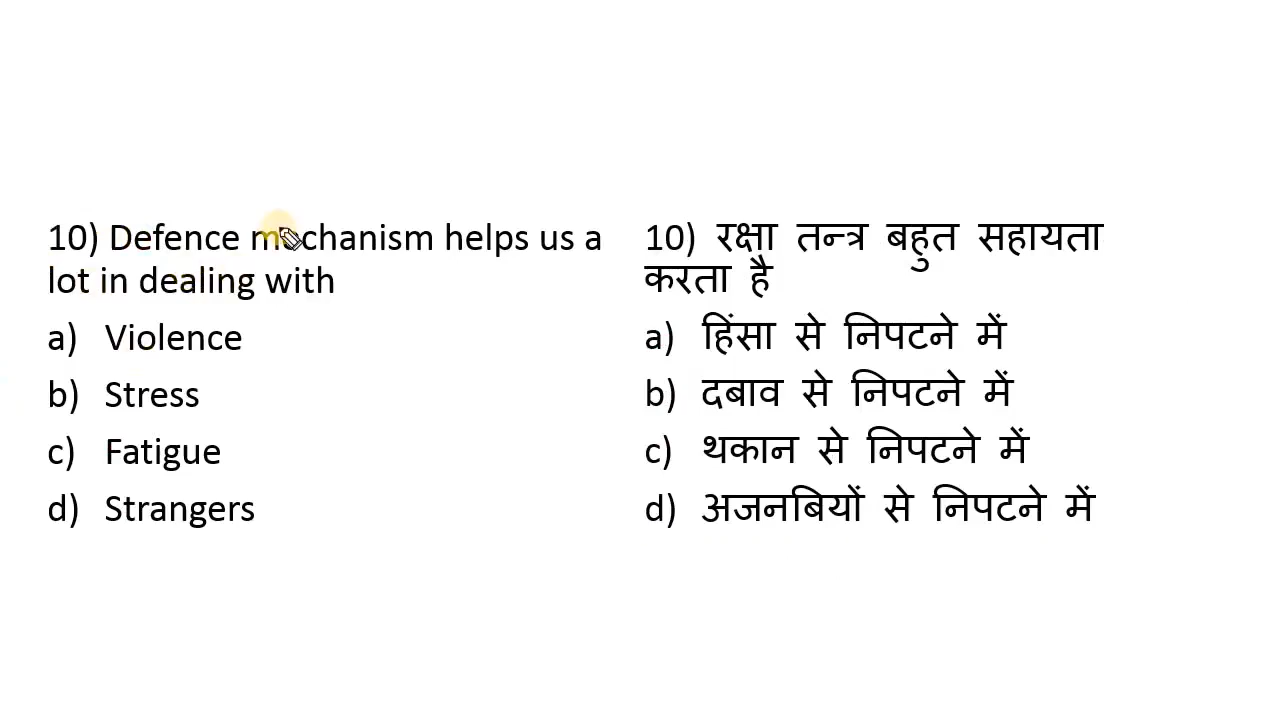 10) Defence mechanism helps us a
lot in dealing with
a) Violence
b) Stress
c) Fatigue
d) Strangers
10) रक्षा तन्त्र बहुत सहायता
करता है
a) हिंसा से निपटने में
b) दबाव से निपटने में
c) थकान से निपटने में
d) अजनबियों से निपटने में